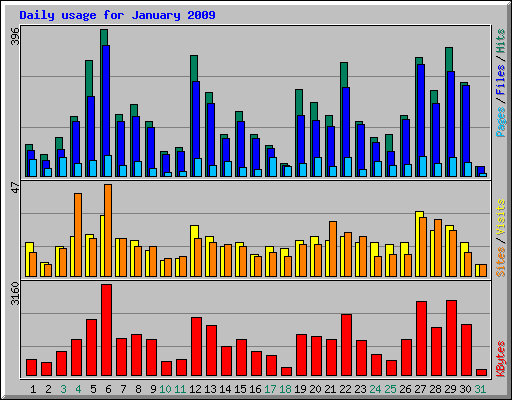 Daily usage for January 2009
396
Pages / Files / Hits
47
Sites / Visits
3160
KBytes
1 2 3 4 5 6 7 8 9 10 11 12 13 14 15 16 17 18 19 20 21 22 23 24 25 26 27 28 29 30 31